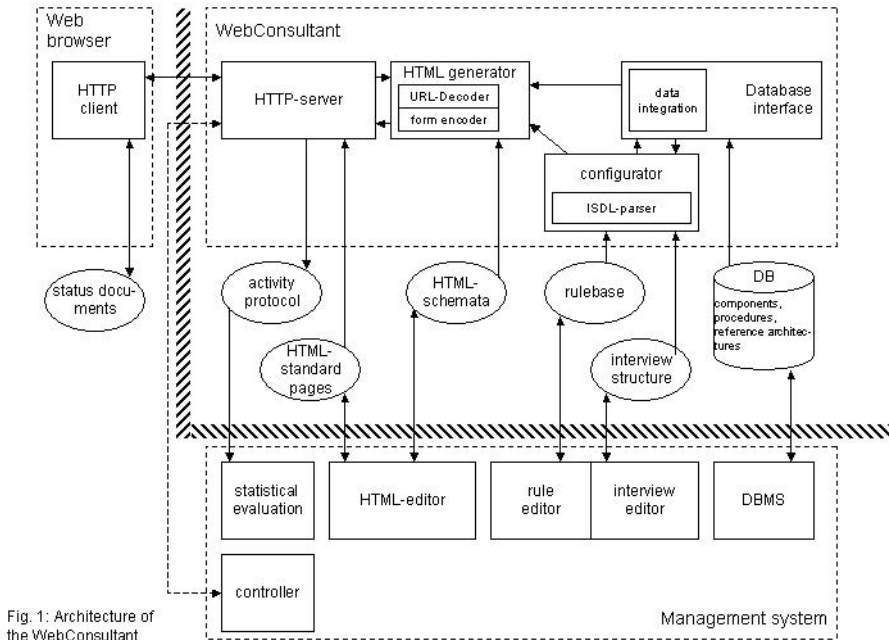 Web
browser
WebConsultant
HTTP
client
HTTP-server
HTML generator
URL-Decoder
form encoder
data
integration
Database
interface
configurator
ISDL-parser
status docu-
ments
activity
protocol
HTML-
schemata
rulebase
DB
components,
procedures,
reference architec-
tures
HTML-
standard
pages
interview
structure
statistical
evaluation
HTML-editor
rule
editor
interview
editor
DBMS
controller
Management system
Fig. 1: Architecture of
the WebConsultant